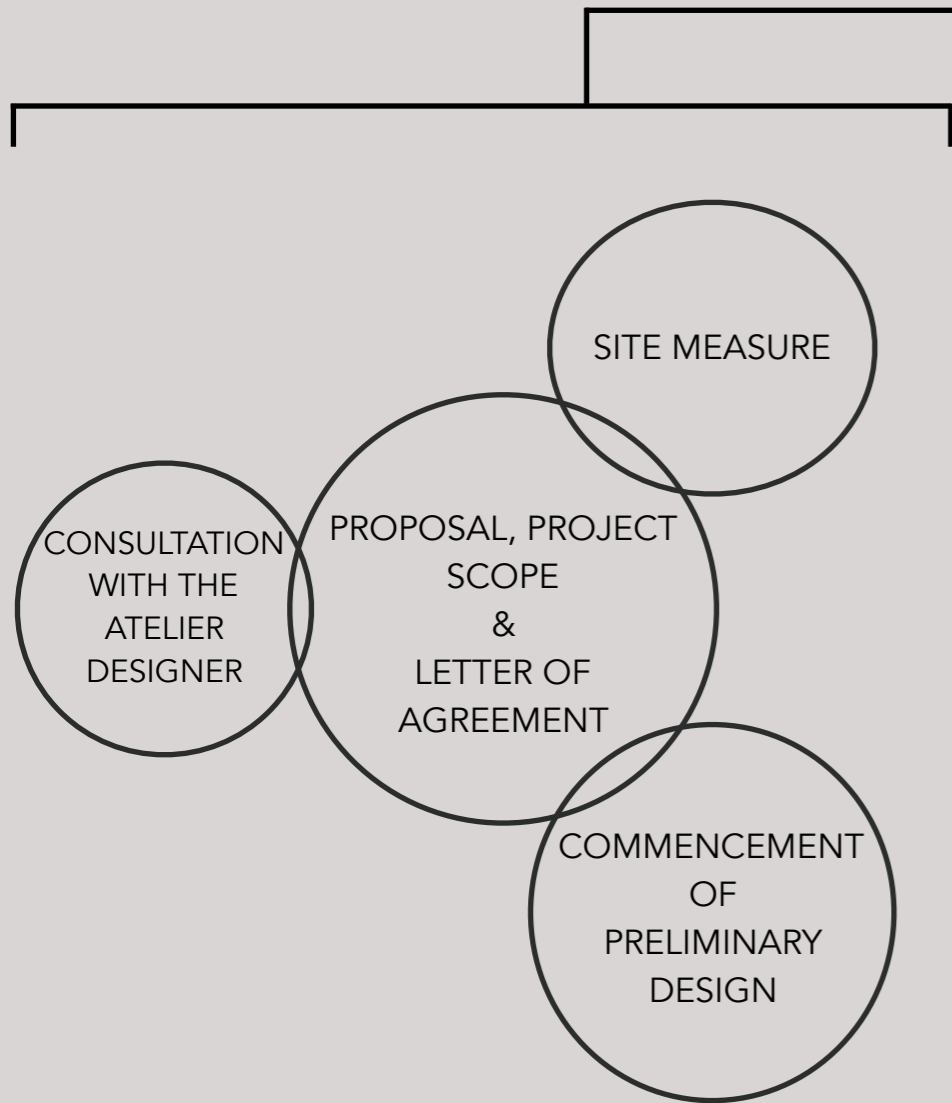 SITE MEASURE
CONSULTATION
WITH THE
ATELIER
DESIGNER
PROPOSAL, PROJECT
SCOPE
&
LETTER OF
AGREEMENT
COMMENCEMENT
OF
PRELIMINARY
DESIGN